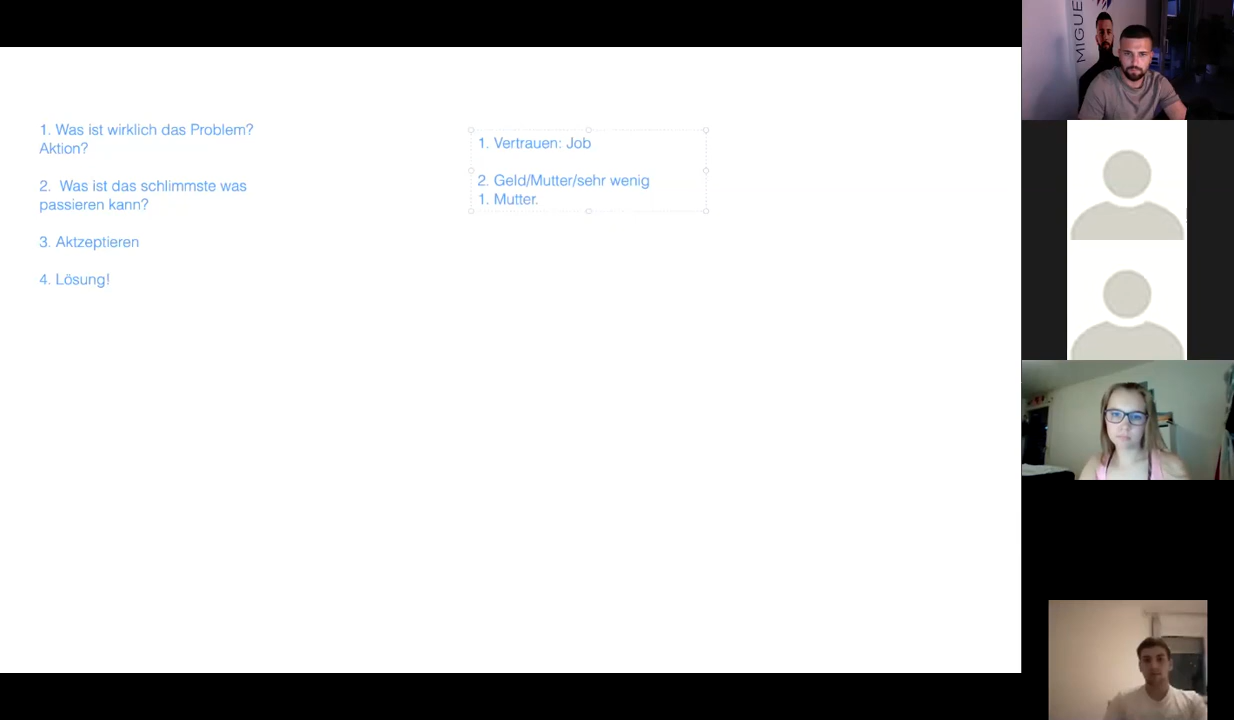 1. Was ist wirklich das Problem?
Aktion?
2.  Was ist das schlimmste was
passieren kann?
3. Aktzeptieren
4. Lösung!
1. Vertrauen: Job
2. Geld/Mutter/sehr wenig
1. Mutter.
MIGUE